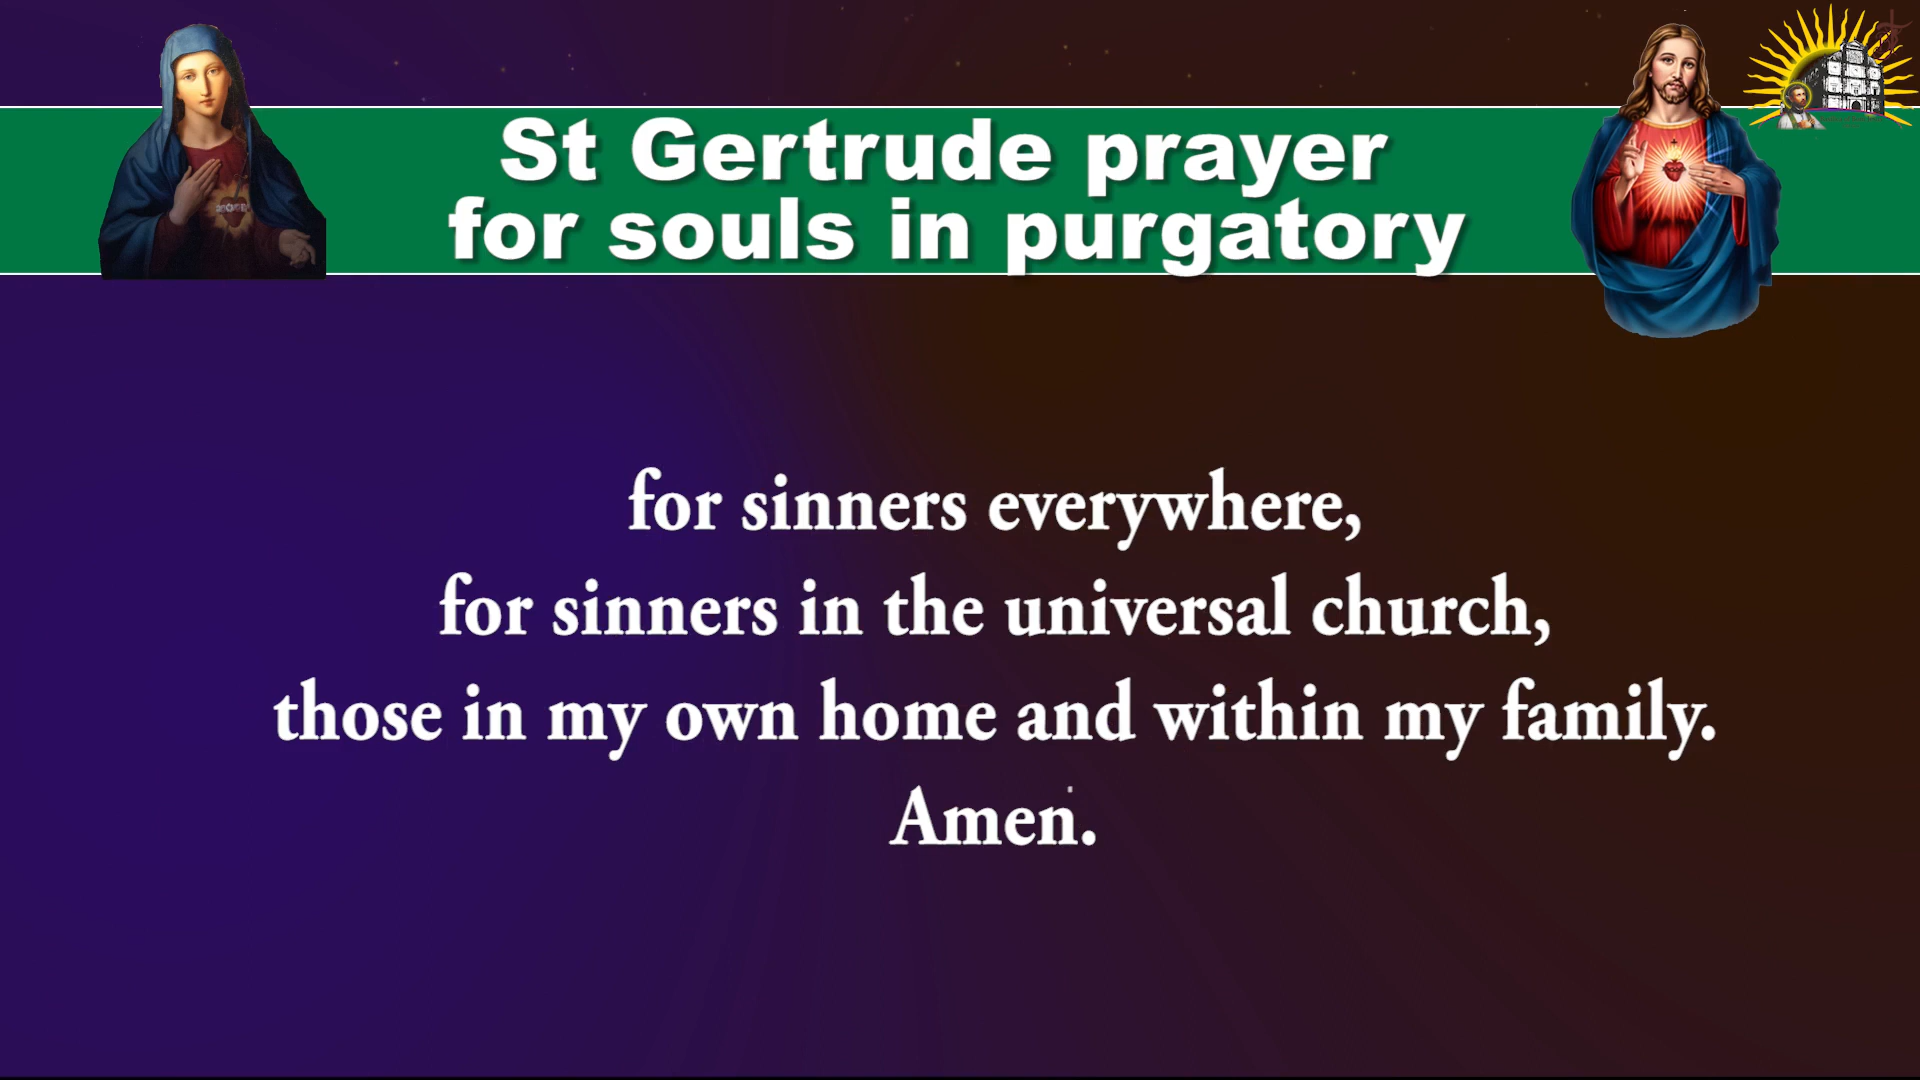 St Gertrude prayer
for souls in purgatory
for sinners everywhere,
for sinners in the universal church,
those in my own home and within my family.
Amen.